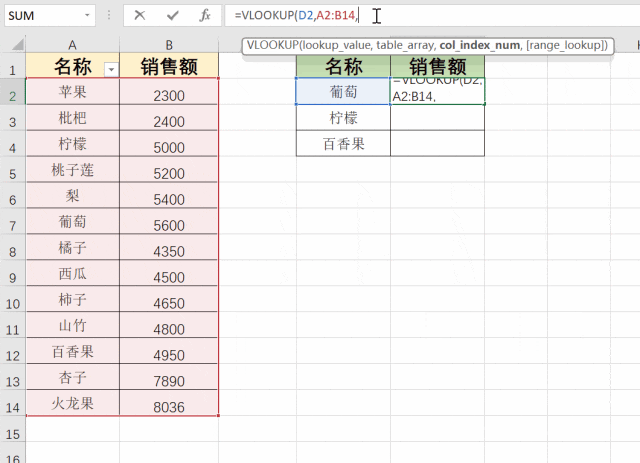 SUM fx =VLOOKUP(D2,A2:B14,
VLOOKUP(lookup_value, table_array, col_index_num, [range_lookup])
A B
1 名称 销售额 名称 销售额
2 苹果 2300 葡萄 =VLOOKUP(D2,
A2:B14,
3 枇杷 2400 柠檬
4 柠檬 5000 百香果
5 桃子莲 5200
6 梨 5400
7 葡萄 5600
8 橘子 4350
9 西瓜 4500
10 柿子 4650
11 山竹 4800
12 百香果 4950
13 杏子 7890
14 火龙果 8036
15
16